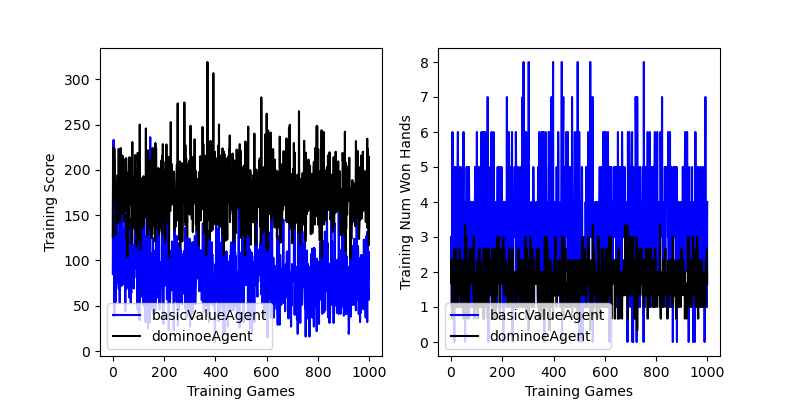 300
250
200
150
100
50
0
Training Score
basicValueAgent
dominoeAgent
0 200 400 600 800 1000
Training Games
8
7
6
5
4
3
2
1
0
Training Num Won Hands
basicValueAgent
dominoeAgent
0 200 400 600 800 1000
Training Games